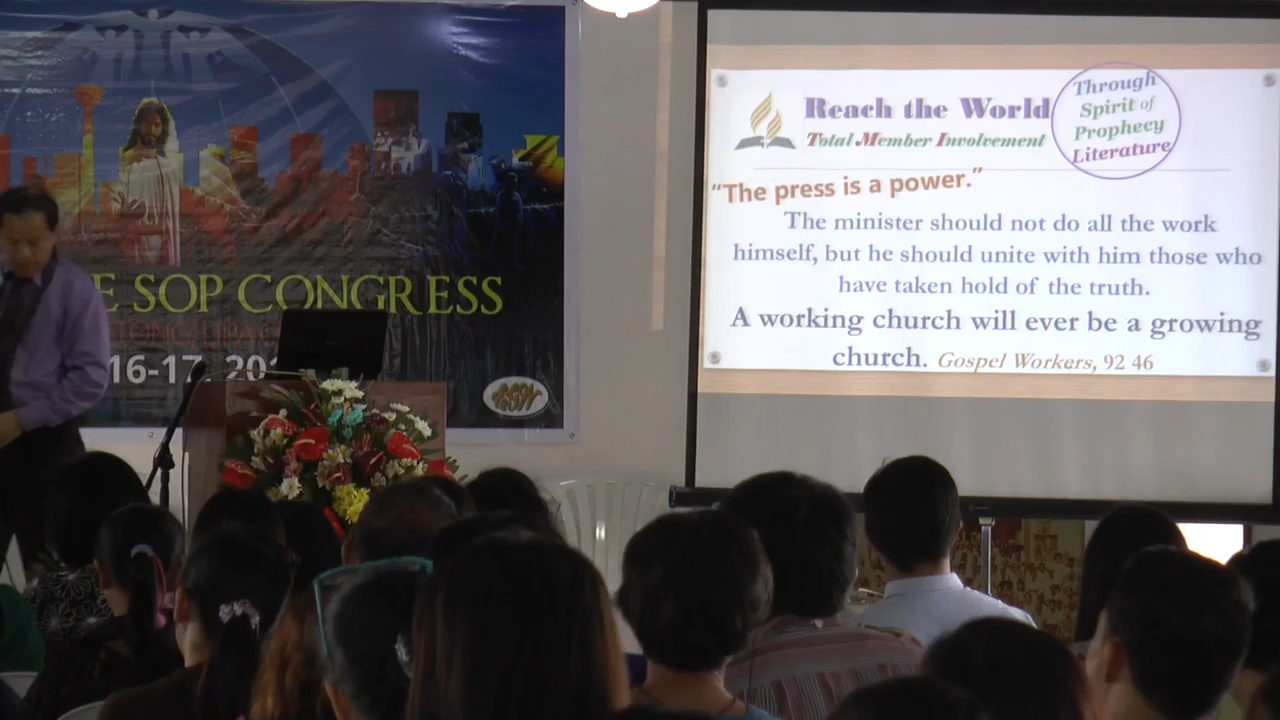 E SOP CONGRESS
16-17, 201
Reach the World
Total Member Involvement
Through
Spirit of
Prophecy
Literature
“The press is a power.”
The minister should not do all the work
himself, but he should unite with him those who
have taken hold of the truth.
A working church will ever be a growing
church. Gospel Workers, 92 46